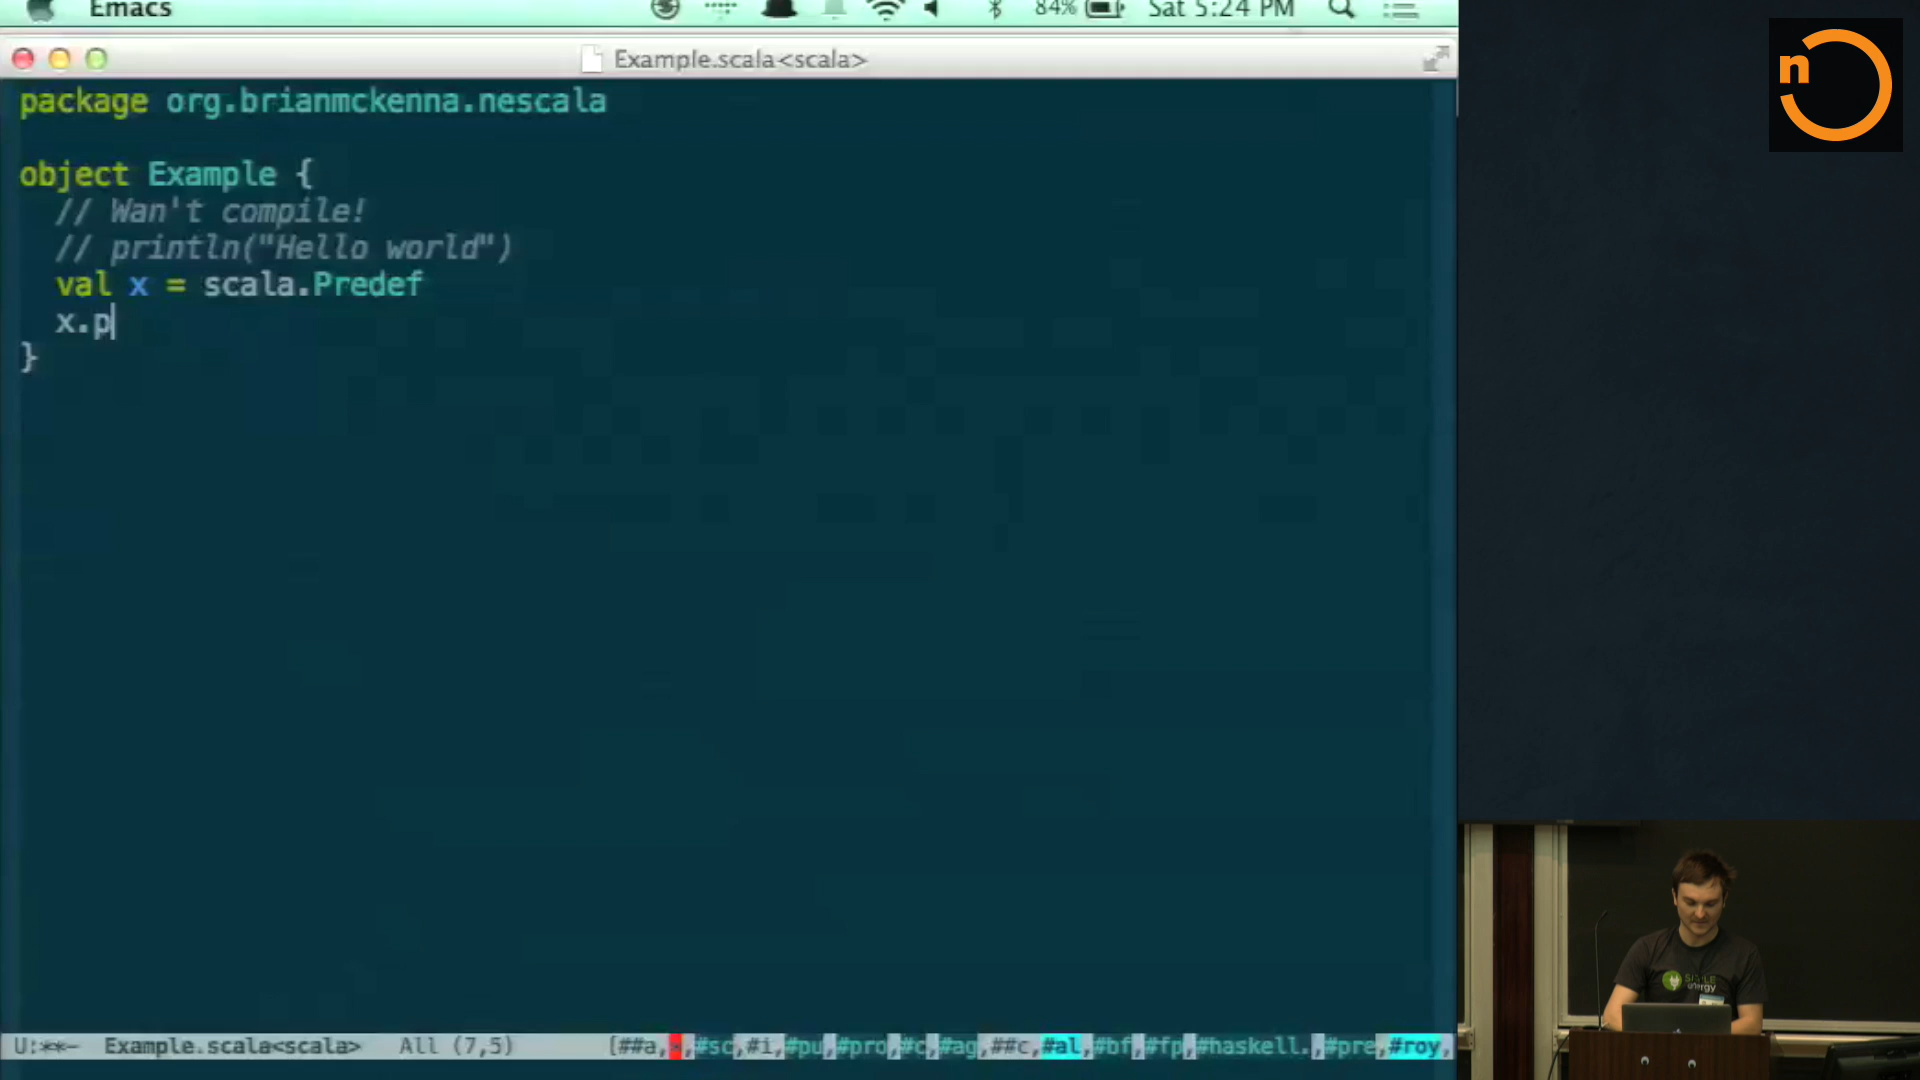 Emacs
84%
Sat 5:24 PM
Example.scala<scala>
n
package org.brianmckenna.nescala
object Example {
// Wan't compile!
// println("Hello world")
val x = scala.Predef
x.p
}
U:**- Example.scala<scala> All (7,5) [##a, ,#sc,#i,#pu,#pro,#c,#ag,##c,#al,#bf,#fp,#haskell.,#pre,#roy,